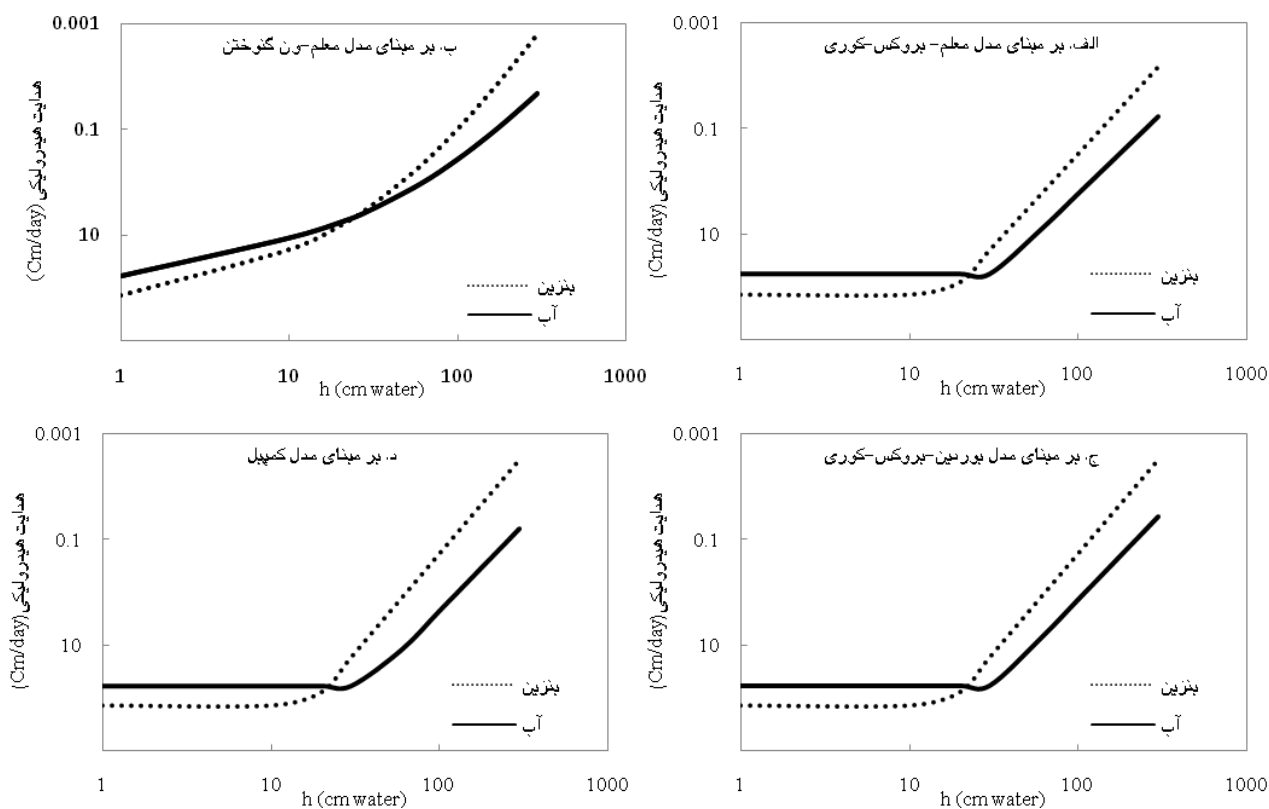 الف. بر مبنای مدل معلم- بروکس-کوری
0.001
0.1
10
هدایت هیدرولیکی (Cm/day)
بنزین
آب
1
10
100
1000
h (cm water)
ب. بر مبنای مدل معلم-ون گنوختن
0.001
0.1
10
هدایت هیدرولیکی (Cm/day))
بنزین
آب
1
10
100
1000
h (cm water)
ج. بر مبنای مدل بوردین-بروکس-کوری
0.001
0.1
10
هدایت هیدرولیکی (Cm/day)
بنزین
آب
1
10
100
1000
h (cm water)
د. بر مبنای مدل کمپبل
0.001
0.1
10
هدایت هیدرولیکی (Cm/day)
بنزین
آب
1
10
100
1000
h (cm water)